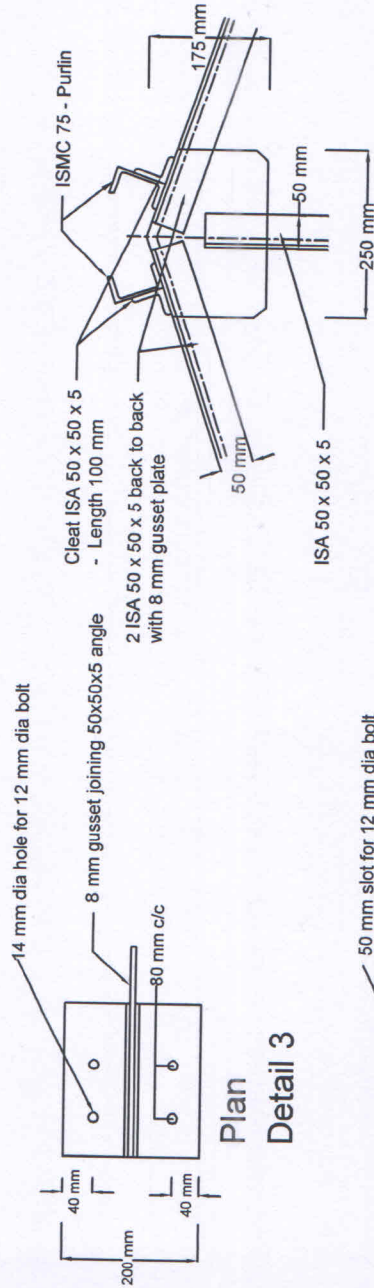 14 mm dia hole for 12 mm dia bolt
8 mm gusset joining 50x50x5 angle
80 mm c/c
40 mm
200 mm
40 mm
Plan
Detail 3
50 mm slot for 12 mm dia bolt
ISMC 75 - Purlin
Cleat ISA 50 x 50 x 5
- Length 100 mm
2 ISA 50 x 50 x 5 back to back
with 8 mm gusset plate
175 mm
50 mm
50 mm
250 mm
ISA 50 x 50 x 5